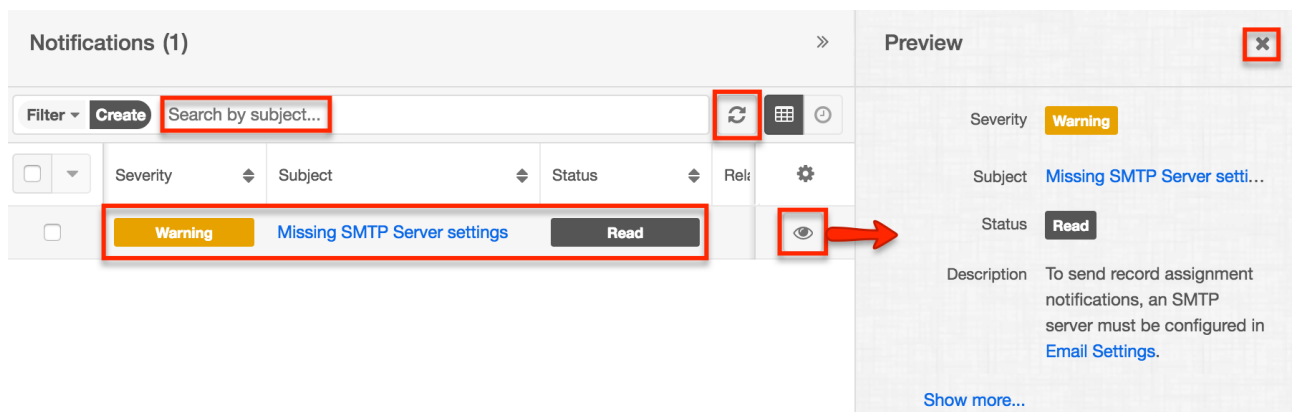 Notifications (1)
Filter Create Search by subject...
Severity Subject Status Rela
Warning Missing SMTP Server settings Read
Preview
Severity Warning
Subject Missing SMTP Server setti...
Status Read
Description To send record assignment
notifications, an SMTP
server must be configured in
Email Settings.
Show more...